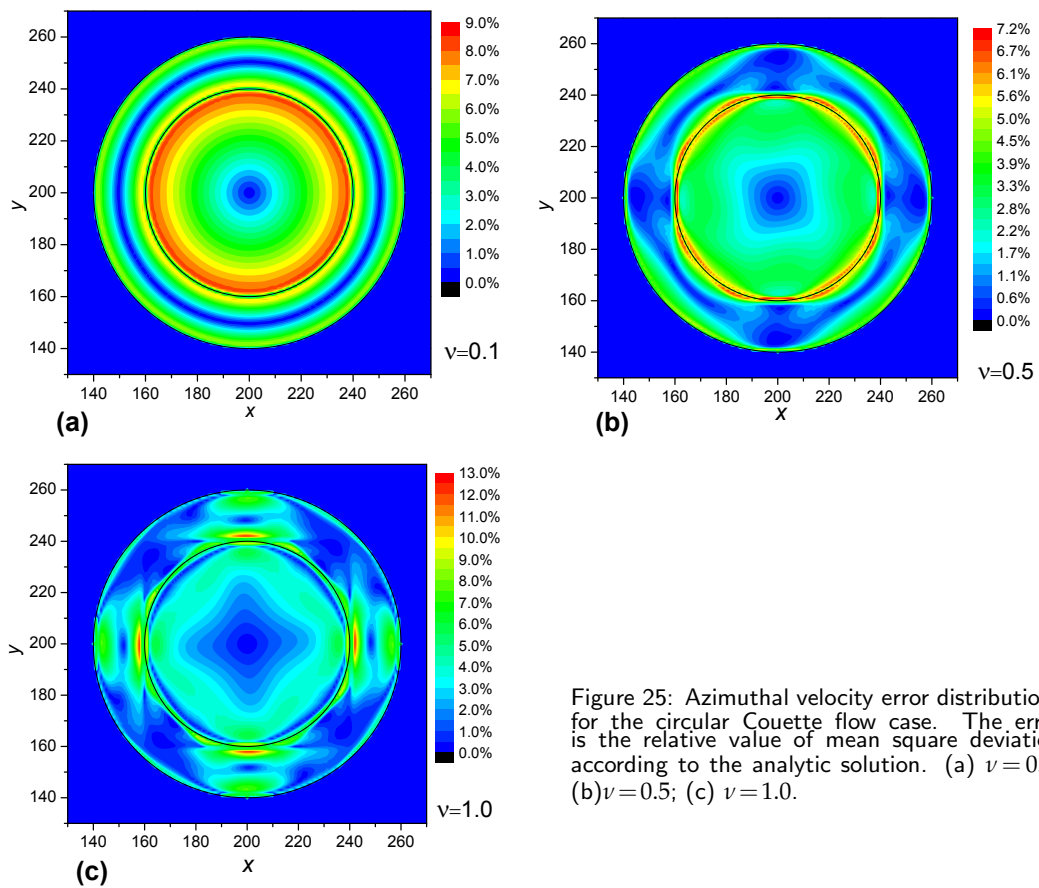 260
240
220
200
180
160
140
y
140 160 180 200 220 240 260
x
9.0%
8.0%
7.0%
6.0%
5.0%
4.0%
3.0%
2.0%
1.0%
0.0%
ν=0.1
(a)
260
240
220
200
180
160
140
y
140 160 180 200 220 240 260
x
7.2%
6.7%
6.1%
5.6%
5.0%
4.5%
3.9%
3.3%
2.8%
2.2%
1.7%
1.1%
0.6%
0.0%
ν=0.5
(b)
260
240
220
200
180
160
140
y
140 160 180 200 220 240 260
x
13.0%
12.0%
11.0%
10.0%
9.0%
8.0%
7.0%
6.0%
5.0%
4.0%
3.0%
2.0%
1.0%
0.0%
ν=1.0
(c)
Figure 25: Azimuthal velocity error distribution
for the circular Couette flow case. The
is the relative value of mean square
according to the analytic solution. (a) ν=0
(b)ν=0.5; (c) ν=1.0.